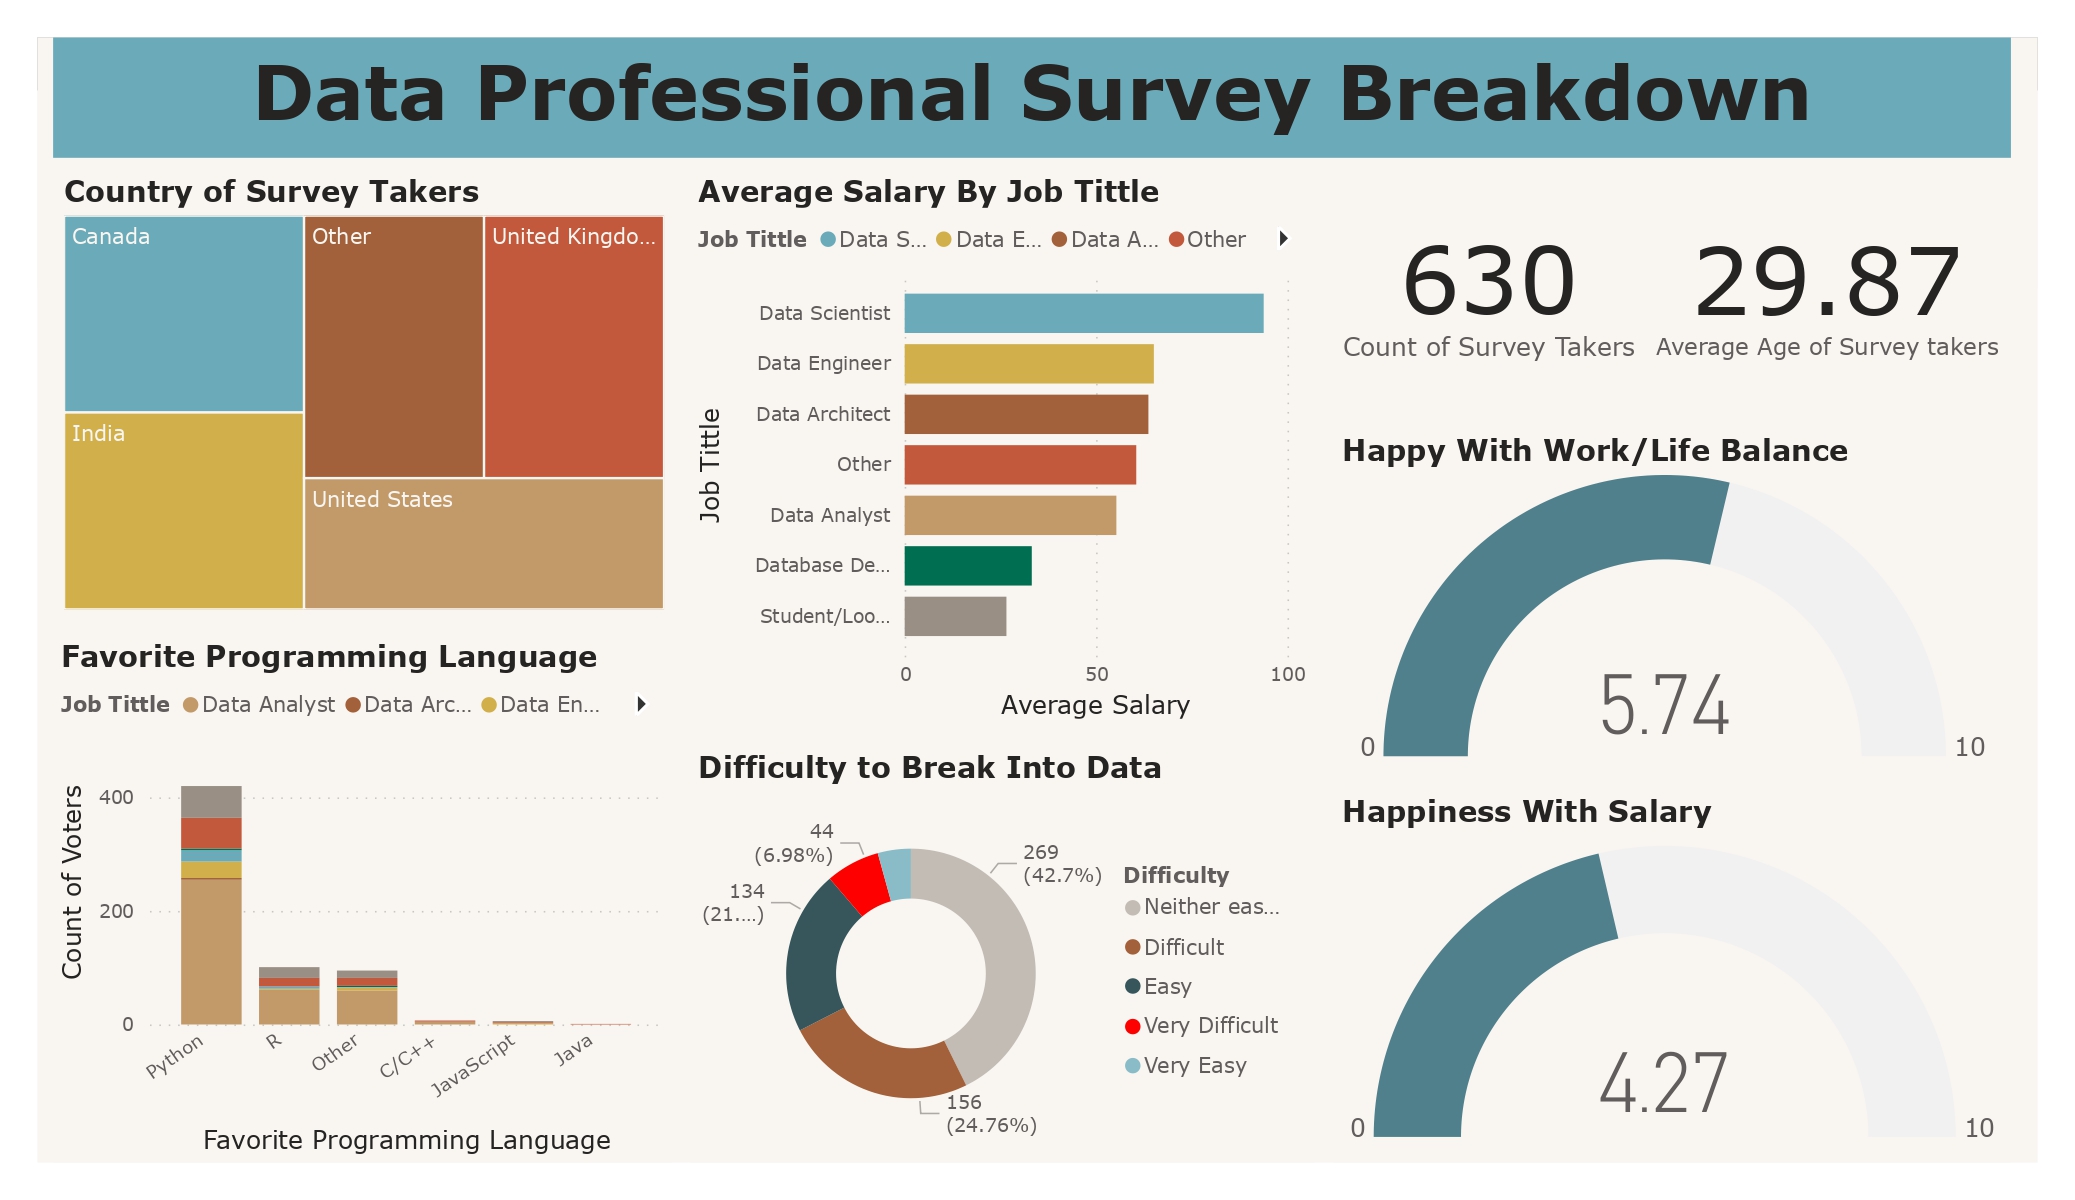 Data Professional Survey Breakdown
Country of Survey Takers
Canada
Other
United Kingdo...
India
United States
Favorite Programming Language
Job Tittle Data Analyst Data Arc... Data En...
Count of Voters
400
200
0
Python
R
Other
C/C++
JavaScript
Java
Favorite Programming Language
Average Salary By Job Tittle
Job Tittle Data S... Data E... Data A... Other
Job Tittle
Data Scientist
Data Engineer
Data Architect
Other
Data Analyst
Database De...
Student/Loo...
0 50 100
Average Salary
Difficulty to Break Into Data
44
(6.98%)
269
(42.7%)
134
(21....)
156
(24.76%)
Difficulty
Neither eas...
Difficult
Easy
Very Difficult
Very Easy
630
Count of Survey Takers
29.87
Average Age of Survey takers
Happy With Work/Life Balance
5.74
0 10
Happiness With Salary
4.27
0 10